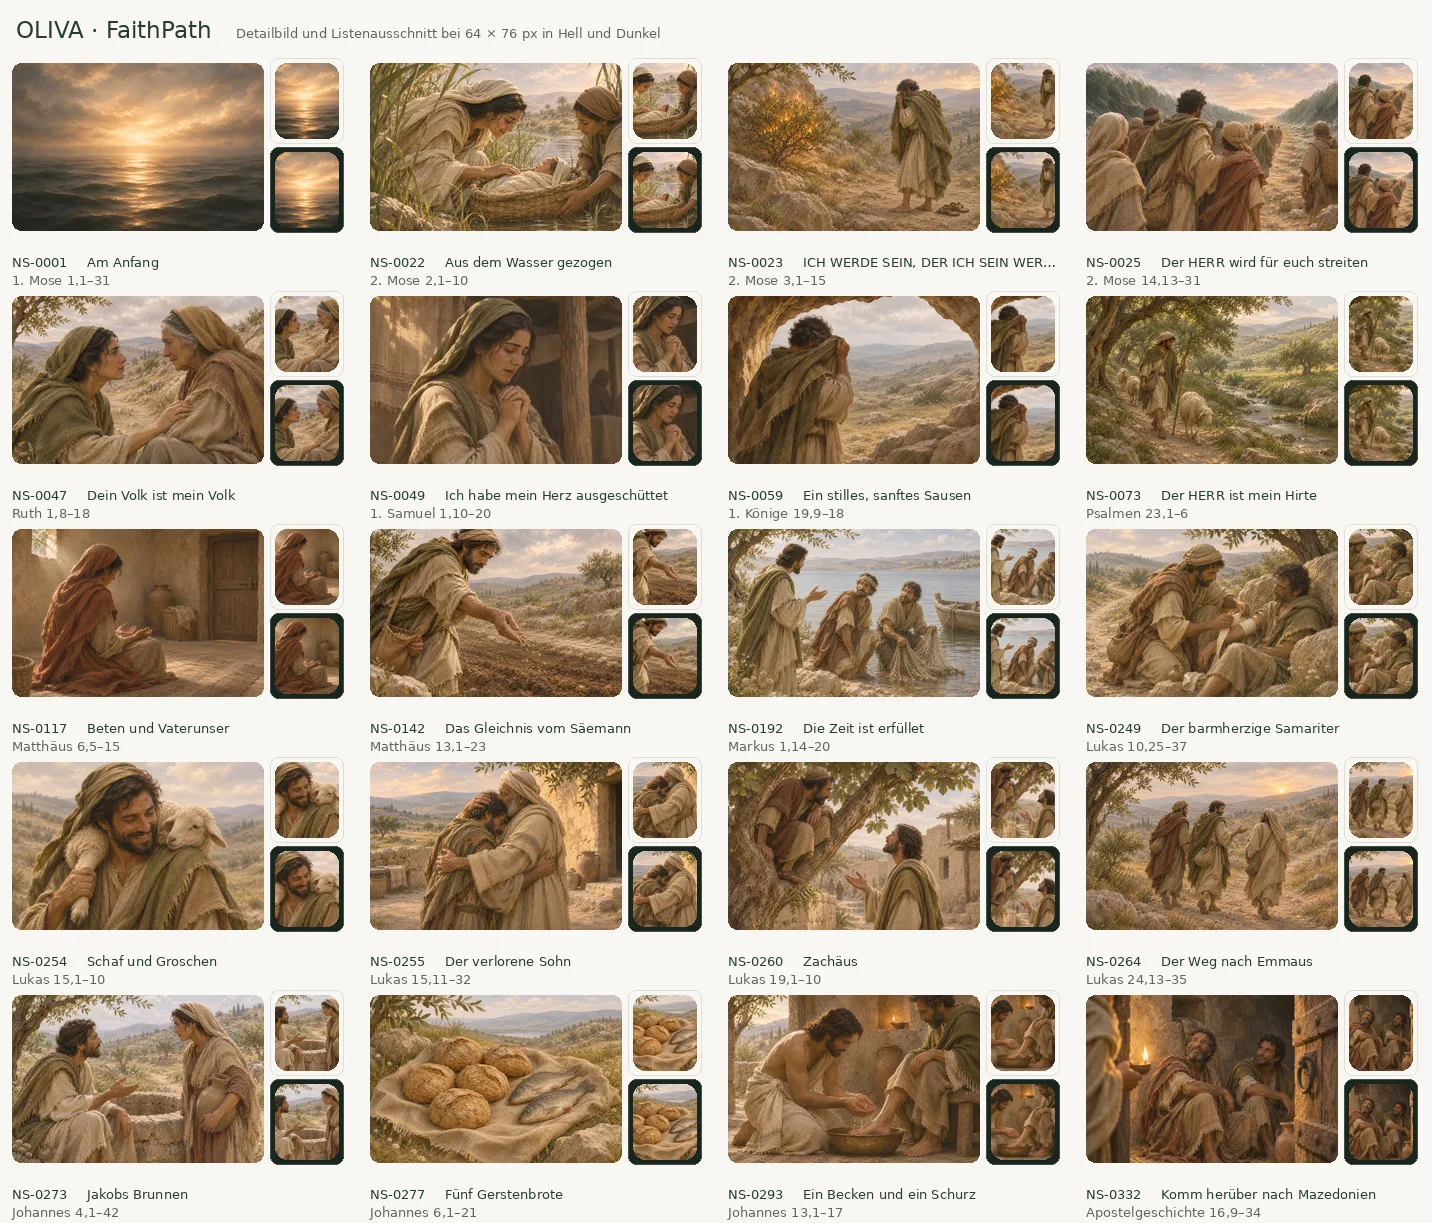 OLIVA · FaithPath Detailbild und Listenausschnitt bei 64 × 76 px in Hell und Dunkel
NS-0001 Am Anfang
1. Mose 1,1–31
NS-0022 Aus dem Wasser gezogen
2. Mose 2,1–10
NS-0023 ICH WERDE SEIN, DER ICH SEIN WER...
2. Mose 3,1–15
NS-0025 Der HERR wird für euch streiten
2. Mose 14,13–31
NS-0047 Dein Volk ist mein Volk
Ruth 1,8–18
NS-0049 Ich habe mein Herz ausgeschüttet
1. Samuel 1,10–20
NS-0059 Ein stilles, sanftes Sausen
1. Könige 19,9–18
NS-0073 Der HERR ist mein Hirte
Psalmen 23,1–6
NS-0117 Beten und Vaterunser
Matthäus 6,5–15
NS-0142 Das Gleichnis vom Säemann
Matthäus 13,1–23
NS-0192 Die Zeit ist erfüllet
Markus 1,14–20
NS-0249 Der barmherzige Samariter
Lukas 10,25–37
NS-0254 Schaf und Groschen
Lukas 15,1–10
NS-0255 Der verlorene Sohn
Lukas 15,11–32
NS-0260 Zachäus
Lukas 19,1–10
NS-0264 Der Weg nach Emmaus
Lukas 24,13–35
NS-0273 Jakobs Brunnen
Johannes 4,1–42
NS-0277 Fünf Gerstenbrote
Johannes 6,1–21
NS-0293 Ein Becken und ein Schurz
Johannes 13,1–17
NS-0332 Komm herüber nach Mazedonien
Apostelgeschichte 16,9–34